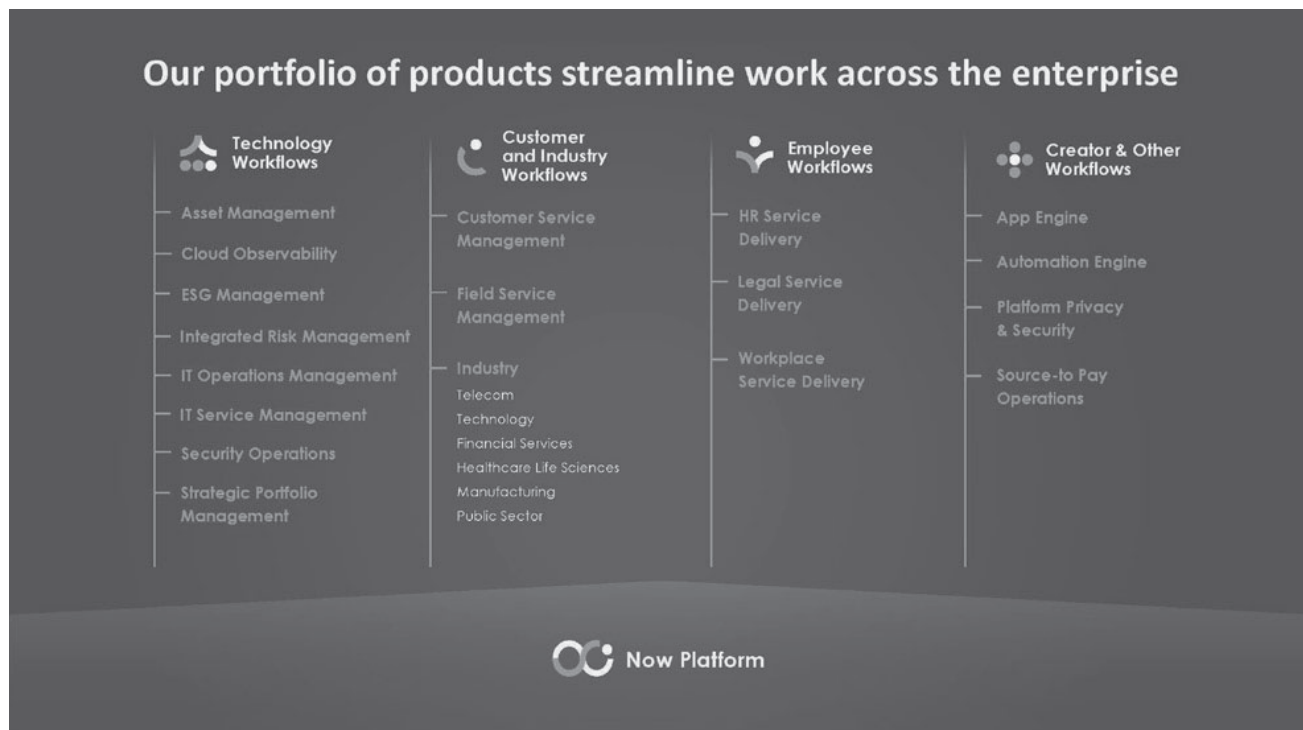 Our portfolio of products streamline work across the enterprise
Technology
Workflows
Asset Management
Cloud Observability
ESG Management
Integrated Risk Management
IT Operations Management
IT Service Management
Security Operations
Strategic Portfolio
Management
Customer
and Industry
Workflows
Customer Service
Management
Field Service
Management
Industry
Telecom
Technology
Financial Services
Healthcare Life Sciences
Manufacturing
Public Sector
Employee
Workflows
HR Service
Delivery
Legal Service
Delivery
Workplace
Service Delivery
Creator & Other
Workflows
App Engine
Automation Engine
Platform Privacy
& Security
Source-to Pay
Operations
Now Platform